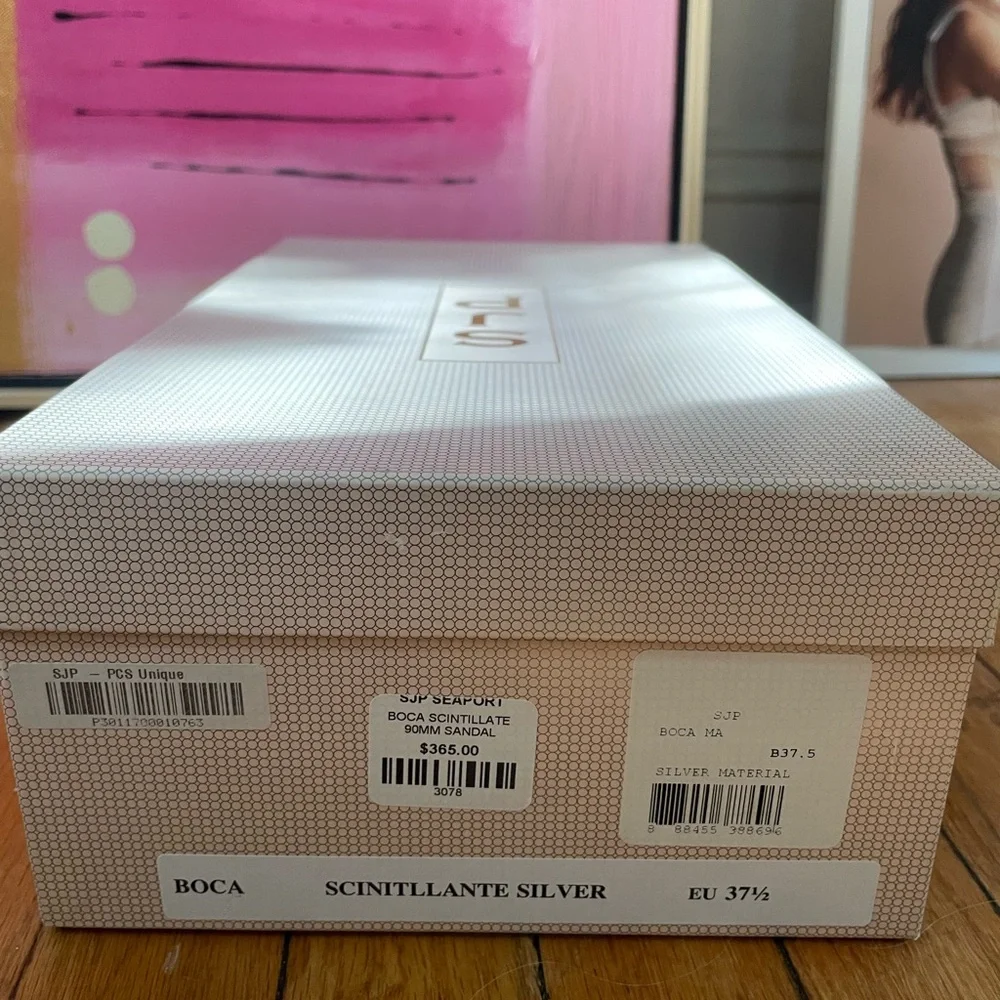 SJP
SJP - PCS Unique
P3011700010763
SJP SEAPORT
BOCA SCINTILLATE
90MM SANDAL
$365.00
3078
SJP
BOCA MA
B37.5
SILVER MATERIAL
8 88455 388696
BOCA SCINITLLANTE SILVER EU 37½